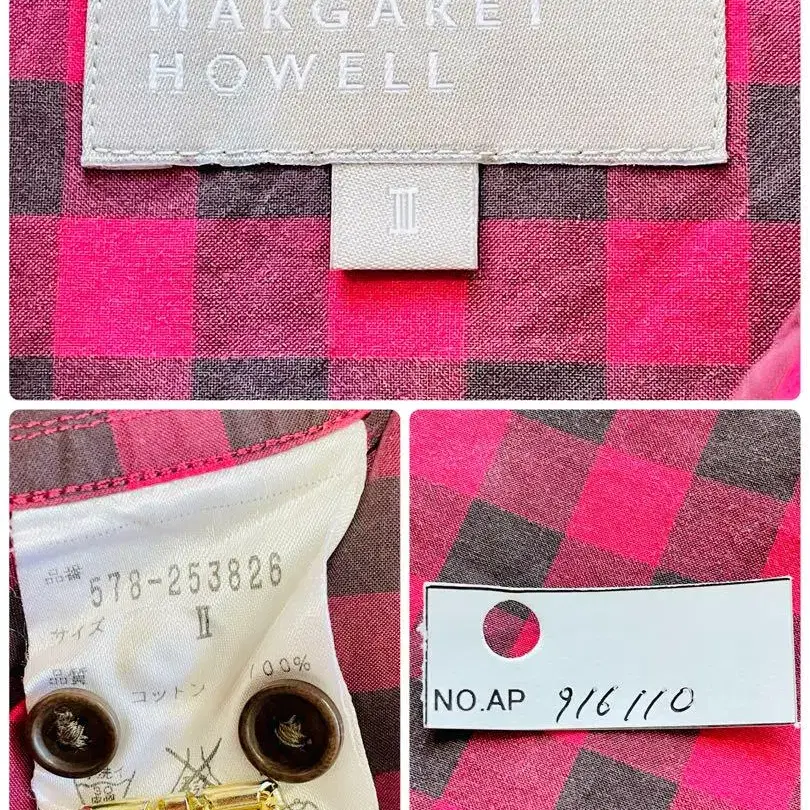 MARGARET
HOWELL
Ⅲ
品番 578-253826
サイズ Ⅱ
品質
コットン 100%
NO.AP 916110